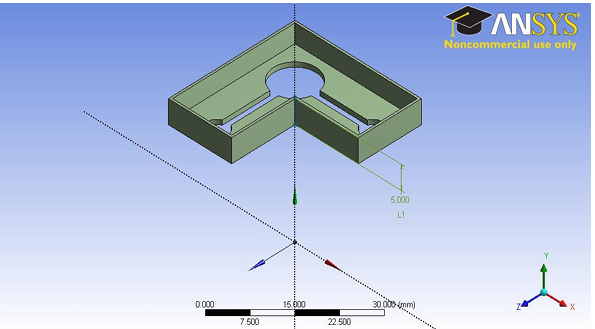 ANSYS®
Noncommercial use only
5.000
L1
0.000
15.000
30.000 (mm)
7.500
22.500
Y
Z
X